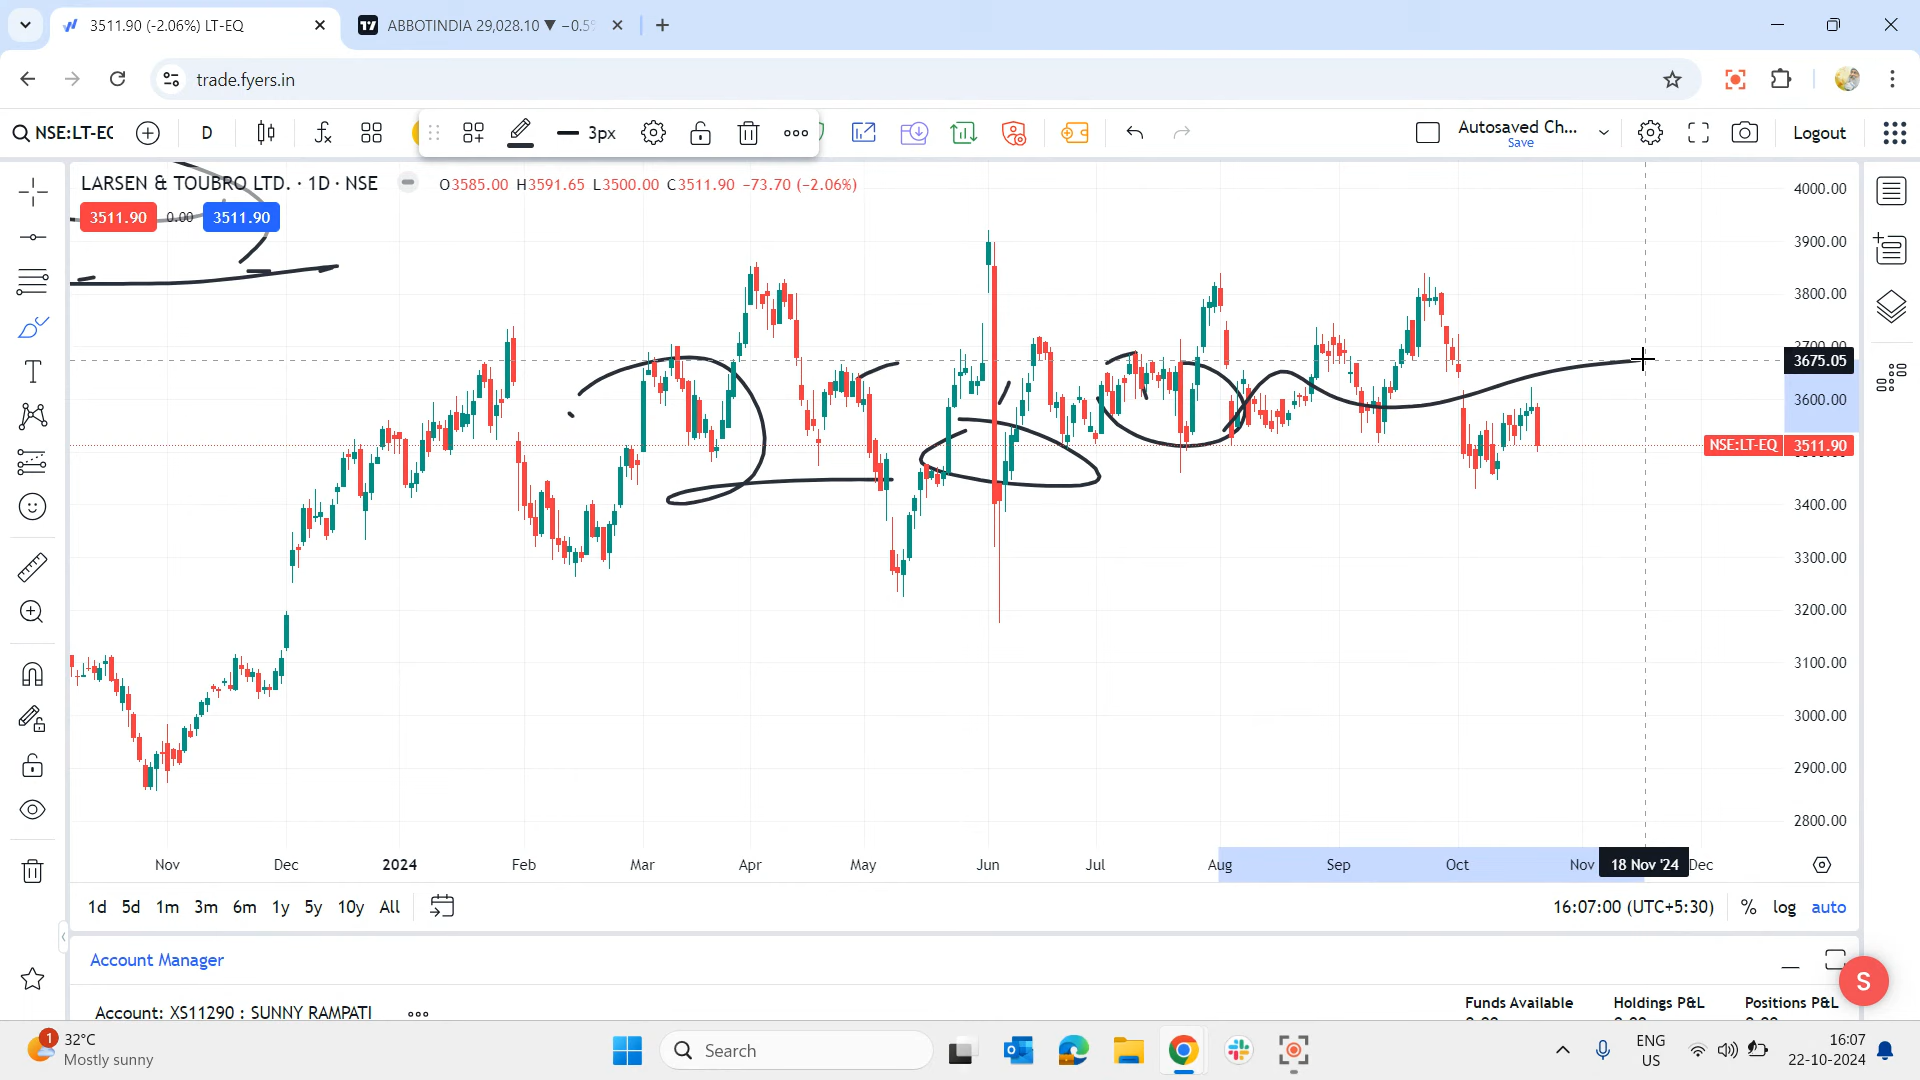 3511.90 (-2.06%) LT-EQ
ABBOTINDIA 29,028.10 ▼ −0.5
trade.fyers.in
NSE:LT-EC
D
3px
Autosaved Ch...
Save
Logout
LARSEN & TOUBRO LTD. · 1D · NSE
O3585.00 H3591.65 L3500.00 C3511.90 −73.70 (−2.06%)
3511.90 0.00 3511.90
4000.00
3900.00
3800.00
3700.00
3675.05
3600.00
NSE:LT-EQ 3511.90
3400.00
3300.00
3200.00
3100.00
3000.00
2900.00
2800.00
Nov Dec 2024 Feb Mar Apr May Jun Jul Aug Sep Oct Nov 18 Nov '24 Dec
1d 5d 1m 3m 6m 1y 5y 10y All
16:07:00 (UTC+5:30) % log auto
Account Manager
S
Account: XS11290 : SUNNY RAMPATI
Funds Available Holdings P&L Positions P&L
1
32°C
Mostly sunny
Search
ENG
US
16:07
22-10-2024